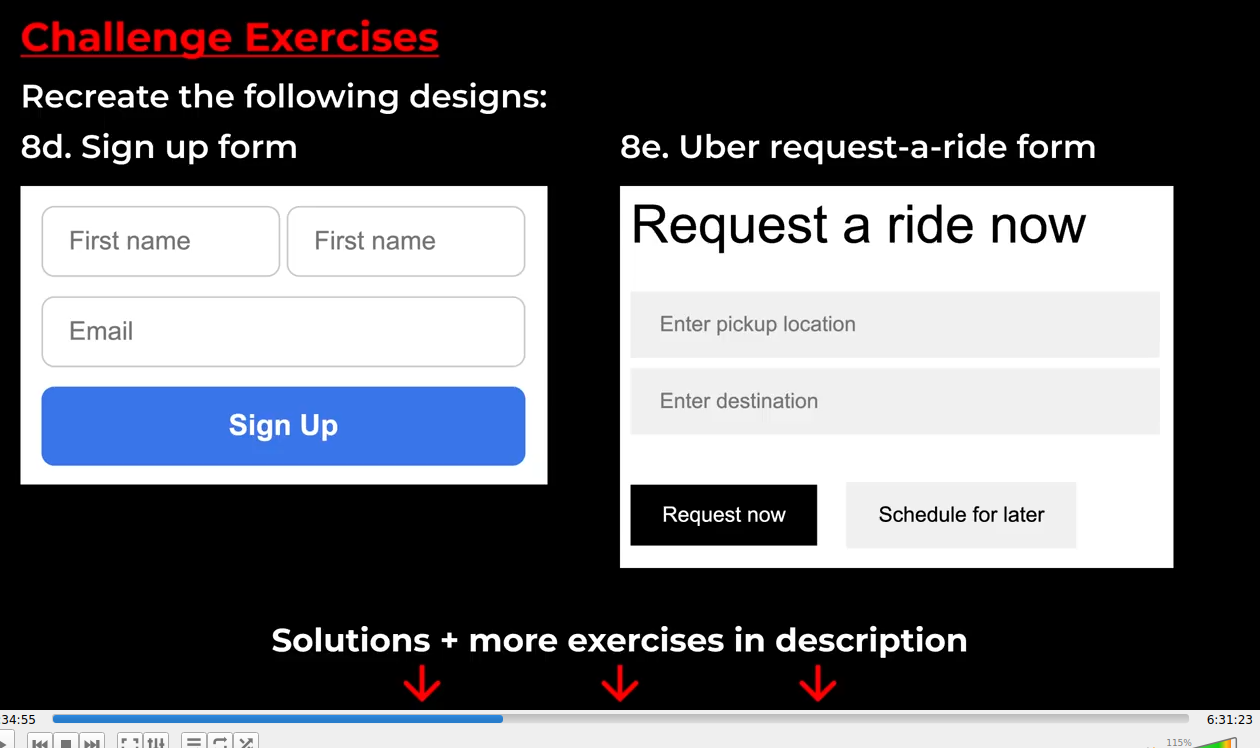 Challenge Exercises
Recreate the following designs:
8d. Sign up form
First name First name
Email
Sign Up
8e. Uber request-a-ride form
Request a ride now
Enter pickup location
Enter destination
Request now Schedule for later
Solutions + more exercises in description
:34:55 6:31:23
115%